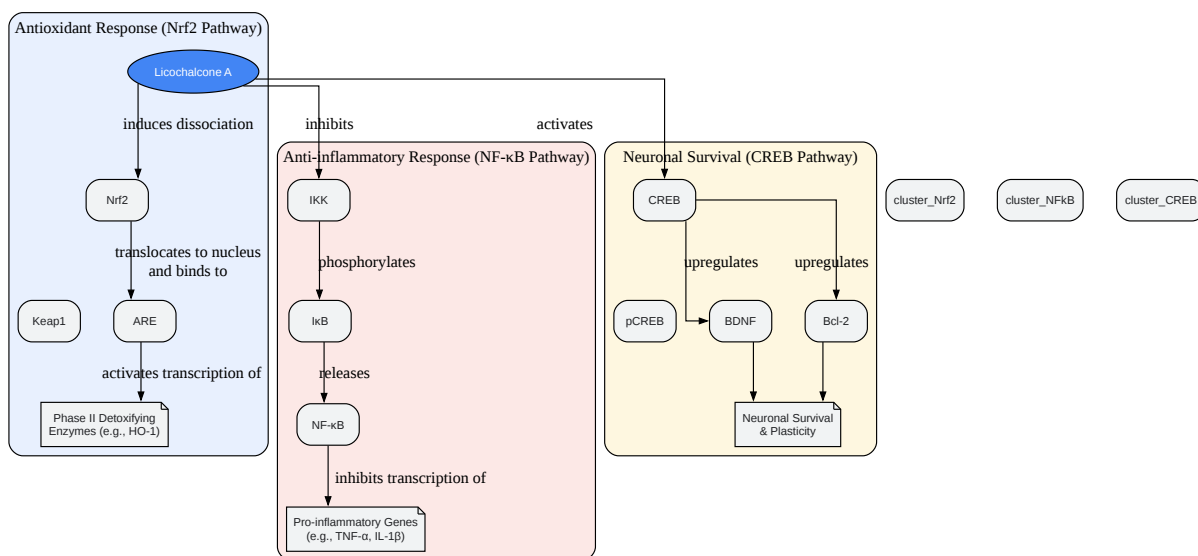 Antioxidant Response (Nrf2 Pathway)
Licochalcone A
induces dissociation
inhibits
activates
Anti-inflammatory Response (NF-κB Pathway)
Neuronal Survival (CREB Pathway)
Nrf2
IKK
CREB
cluster_Nrf2
cluster_NFkB
cluster_CREB
translocates to nucleus
and binds to
phosphorylates
upregulates
upregulates
Keap1
ARE
IκB
pCREB
BDNF
Bcl-2
activates transcription of
releases
Phase II Detoxifying
Enzymes (e.g., HO-1)
NF-κB
Neuronal Survival
& Plasticity
inhibits transcription of
Pro-inflammatory Genes
(e.g., TNF-α, IL-1β)